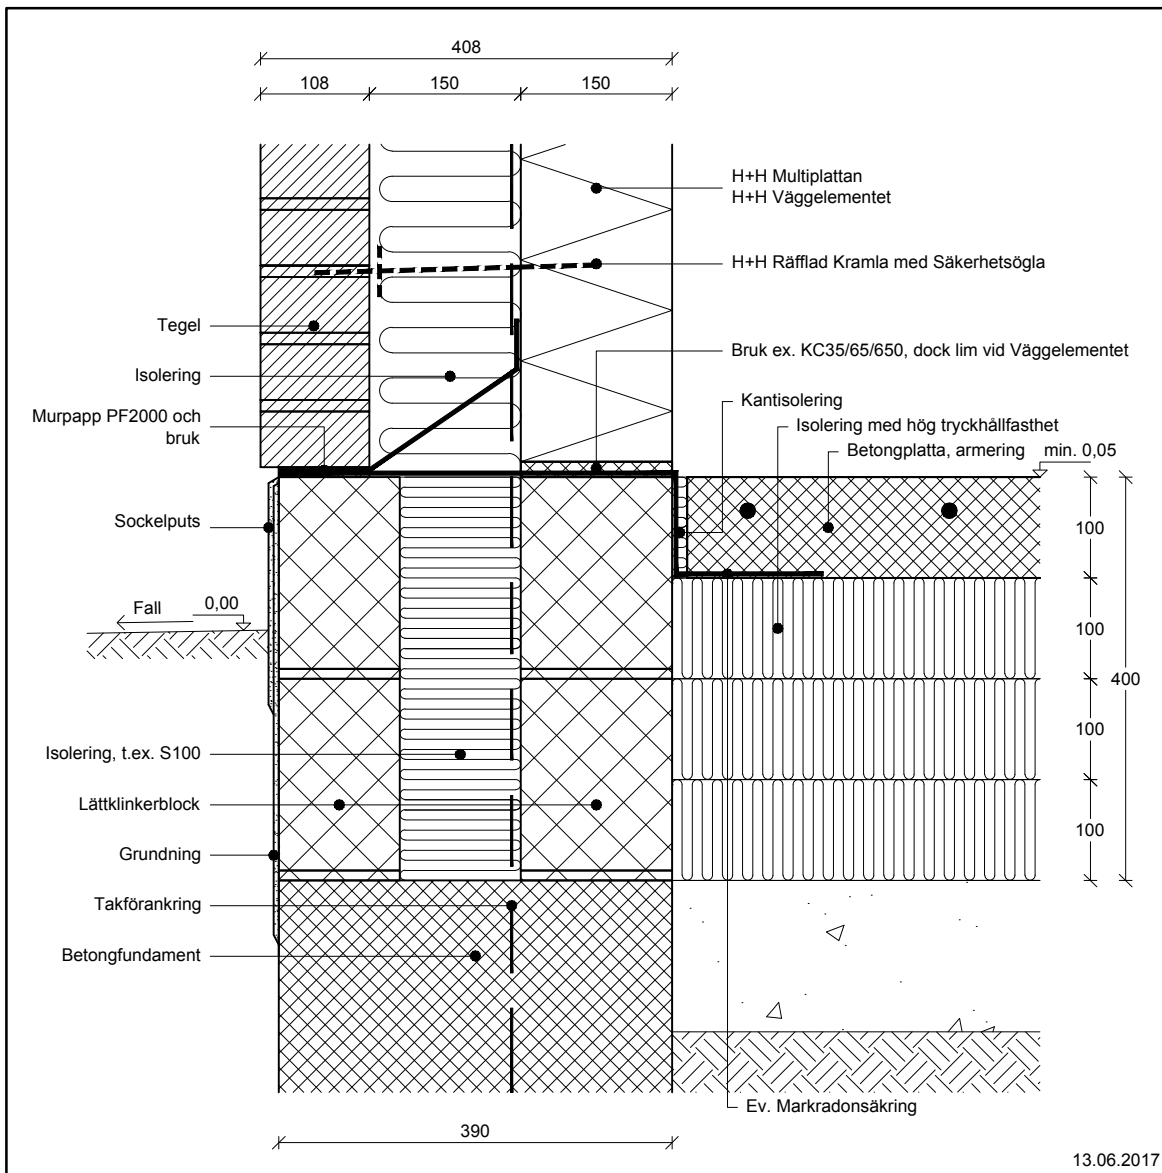 408
108
150
150
H+H Multiplattan
H+H Väggelementet
H+H Räfflad Kramla med Säkerhetsögla
Tegel
Bruk ex. KC35/65/650, dock lim vid Väggelementet
Isolering
Kantisolering
Murpapp PF2000 och
bruk
Isolering med hög tryckhållfasthet
Betongplatta, armering
min. 0,05
Sockelputs
100
Fall
0,00
100
400
Isolering, t.ex. S100
100
Lättklinkerblock
100
Grundning
Takförankring
Betongfundament
Ev. Markradonsäkring
390
13.06.2017